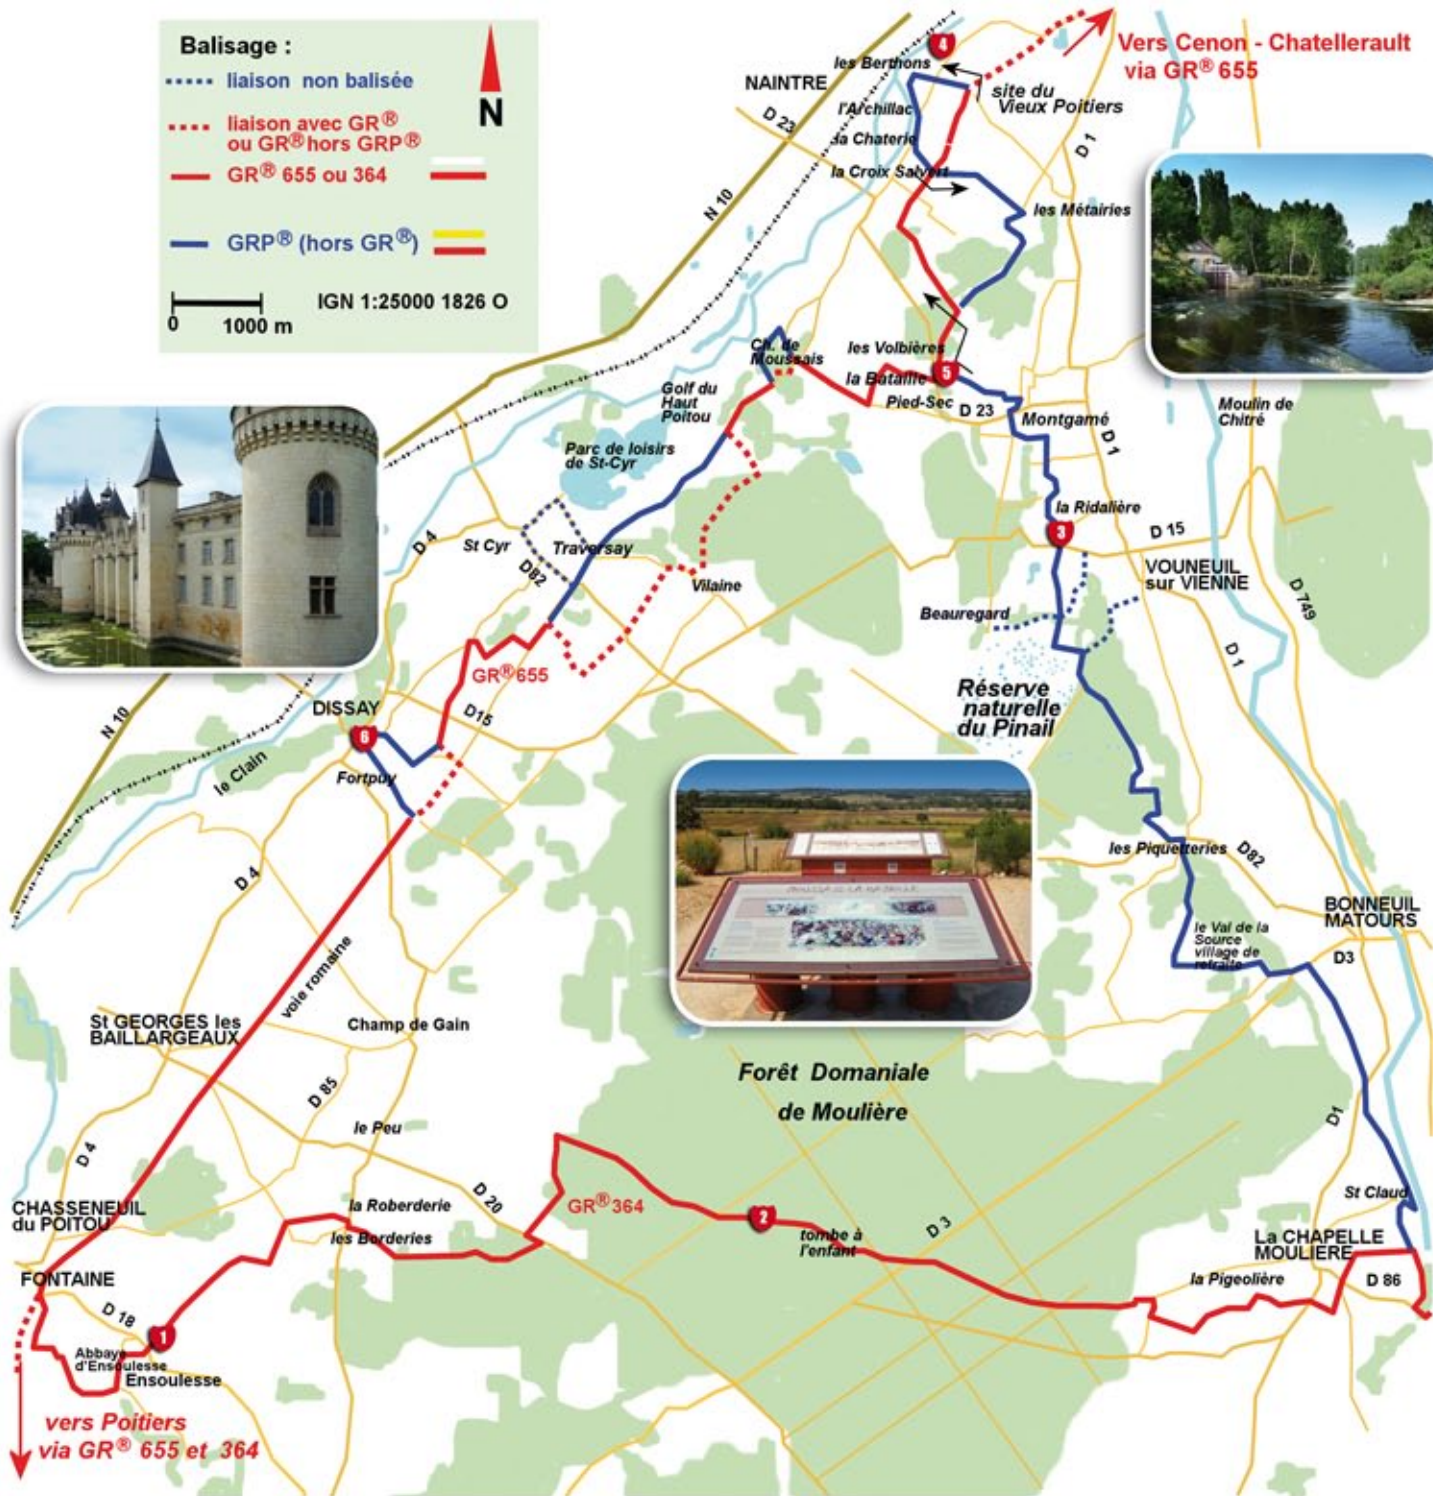 Balisage :
liaison non balisée
liaison avec GR®
ou GR® hors GRP®
GR® 655 ou 364
GRP® (hors GR®)
0 1000 m
IGN 1:25000 1826 O
N
4
les Berthons
Vers Cenon - Chatellerault
via GR® 655
NAINTRE
site du
Vieux Poitiers
D 23
l'Archillac
la Chaterie
D 1
la Croix Salvert
N 10
les Métairies
Ch. de
Moussais
les Volbières
la Bataille
5
Pied-Sec
D 23
Montgamé
Moulin de
Chitré
D 1
Golf du
Haut
Poitou
Parc de loisirs
de St-Cyr
la Ridalière
3
D 15
D 4
St Cyr
Traversay
D82
Vilaine
VOUNEUIL
sur VIENNE
Beauregard
D 749
D 1
GR® 655
Réserve
naturelle
du Pinail
DISSAY
6
D15
N 10
le Clain
Fortpuy
les Piquetteries
D82
D 4
BONNEUIL
MATOURS
le Val de la
Source
village de
retraite
D3
voie romaine
St GEORGES les
BAILLARGEAUX
Champ de Gain
Forêt Domaniale
de Moulière
D 85
le Peu
D1
D 4
CHASSENEUIL
du POITOU
la Roberderie
D 20
GR® 364
St Claud
2
les Borderies
tombe à
l'enfant
D 3
La CHAPELLE
MOULIERE
la Pigeolière
D 86
FONTAINE
D 18
1
Abbaye
d'Ensoulesse
Ensoulesse
vers Poitiers
via GR® 655 et 364